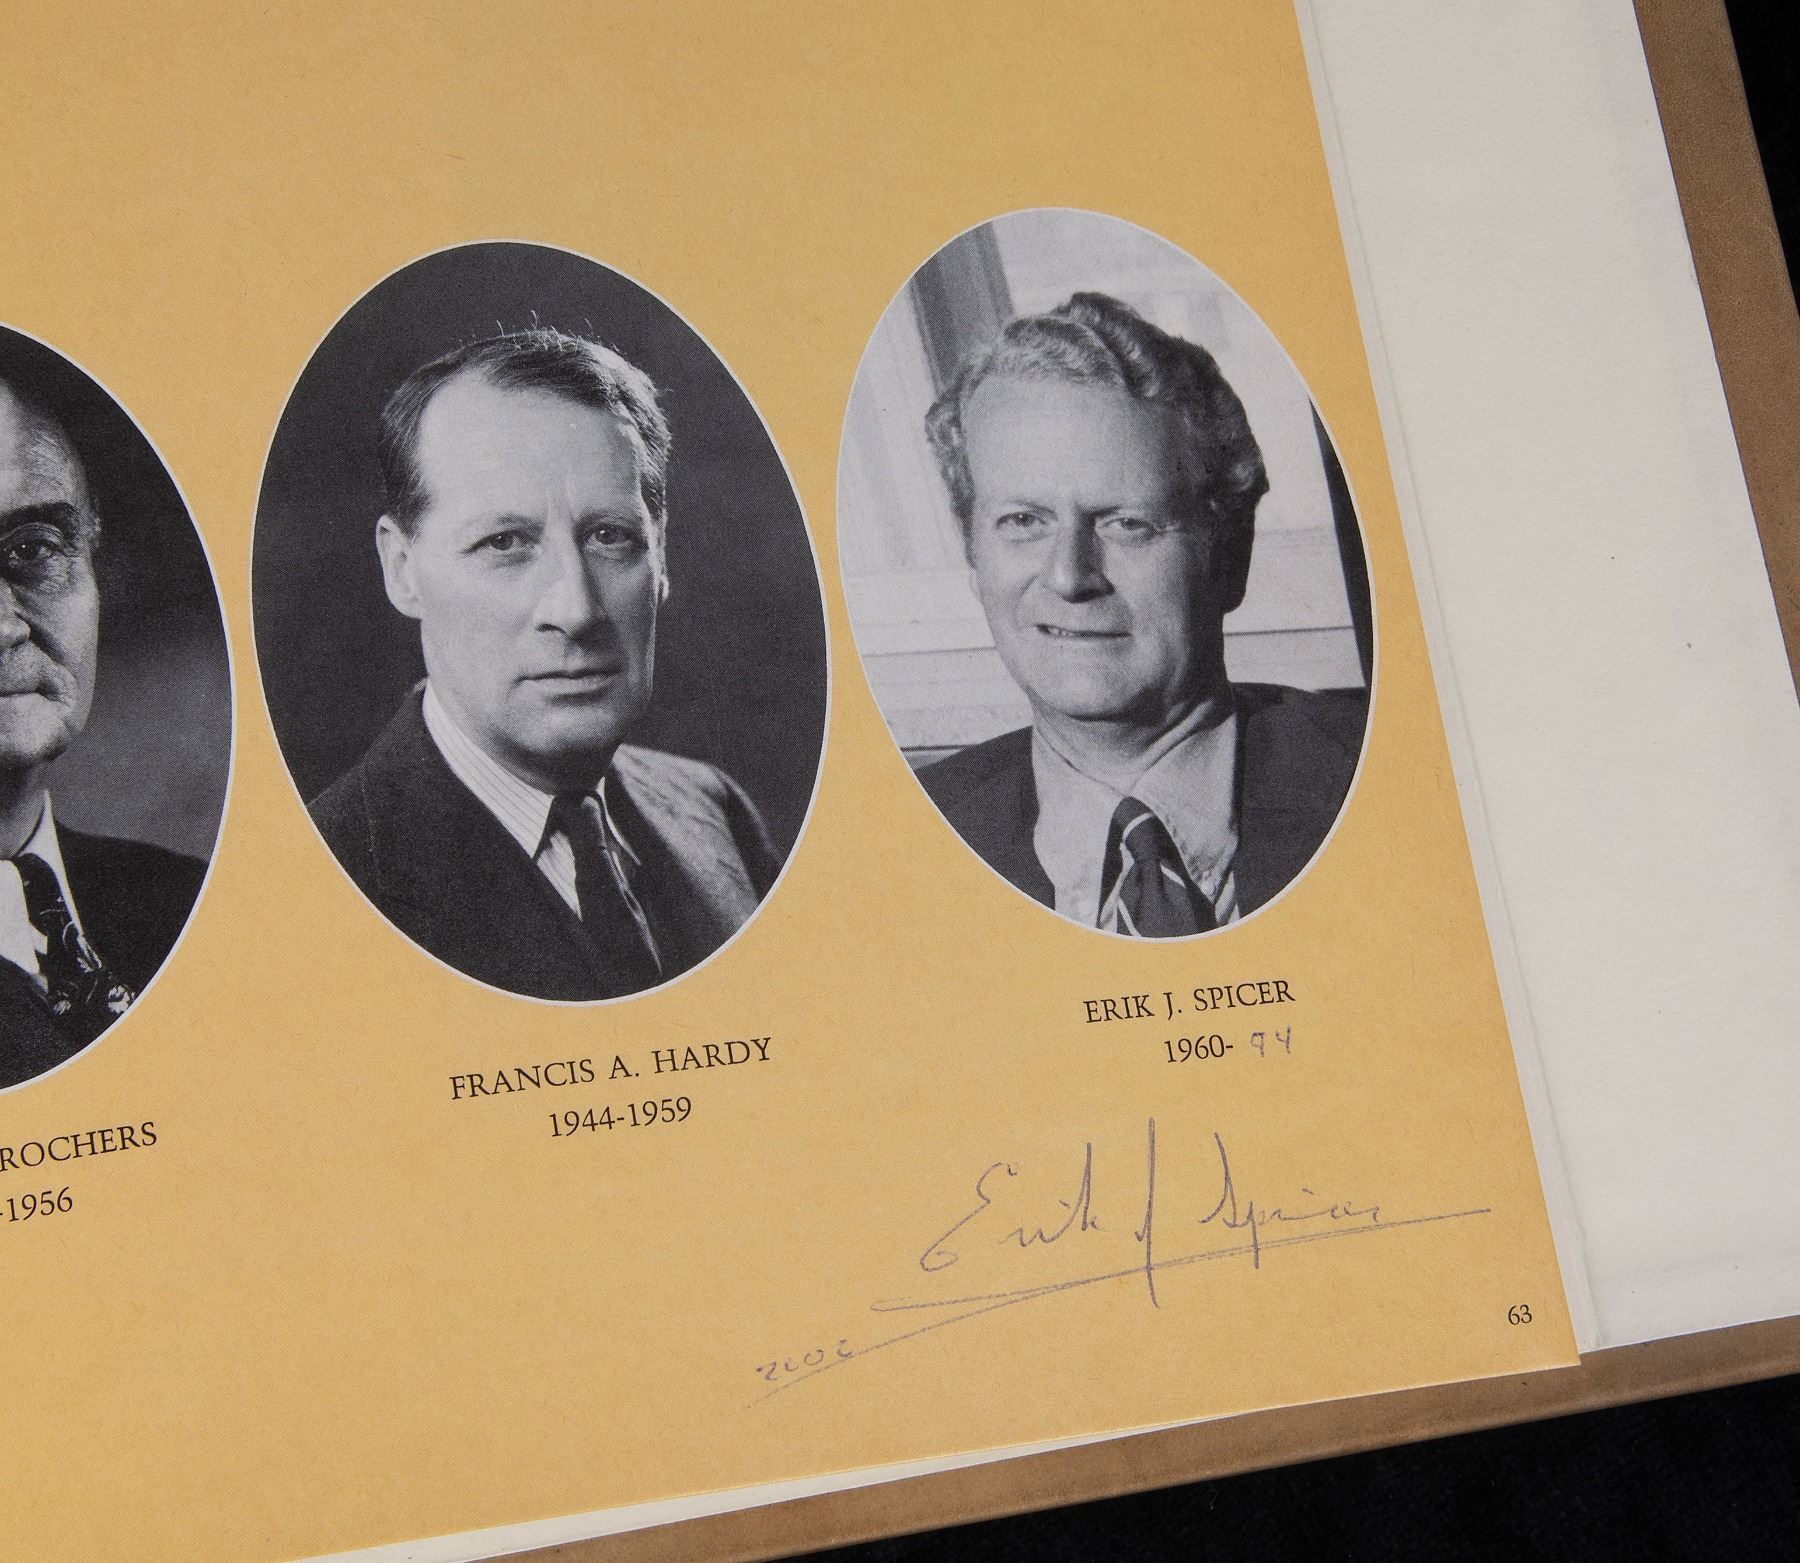 ROCHERS
-1956
FRANCIS A. HARDY
1944-1959
ERIK J. SPICER
1960- 94
Erik J Spicer
63